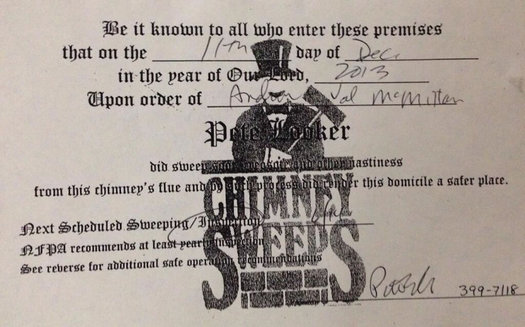 Be it known to all who enter these premises
that on the 11th day of Dec.
in the year of Our Lord, 2013
Upon order of Andrew Val McMillan
Pete Looker
did sweep soot, creosote and other nastiness
from this chimney's flue and by such process did render this domicile a safer place.
CHIMNEY
SWEEPS
Next Scheduled Sweeping/Inspection
NFPA recommends at least yearly inspection
See reverse for additional safe operation recommendations
399-7118